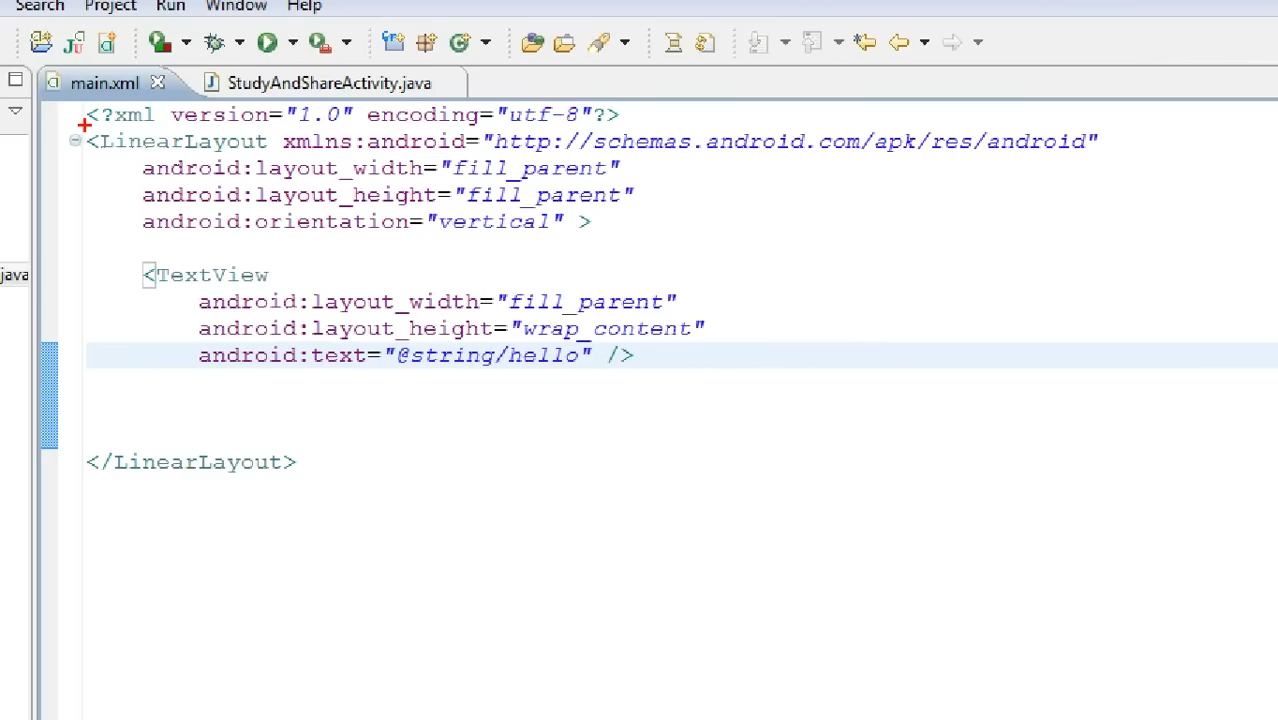 Search Project Run Window Help
main.xml StudyAndShareActivity.java
<?xml version="1.0" encoding="utf-8"?>
<LinearLayout xmlns:android="http://schemas.android.com/apk/res/android"
android:layout_width="fill_parent"
android:layout_height="fill_parent"
android:orientation="vertical" >
<TextView
java
android:layout_width="fill_parent"
android:layout_height="wrap_content"
android:text="@string/hello" />
</LinearLayout>